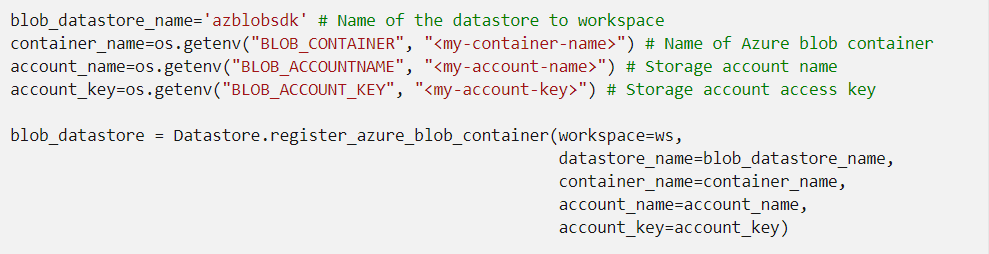 blob_datastore_name='azblobsdk' # Name of the datastore to workspace
container_name=os.getenv("BLOB_CONTAINER", "<my-container-name>") # Name of Azure blob container
account_name=os.getenv("BLOB_ACCOUNTNAME", "<my-account-name>") # Storage account name
account_key=os.getenv("BLOB_ACCOUNT_KEY", "<my-account-key>") # Storage account access key

blob_datastore = Datastore.register_azure_blob_container(workspace=ws,
                                                         datastore_name=blob_datastore_name,
                                                         container_name=container_name,
                                                         account_name=account_name,
                                                         account_key=account_key)